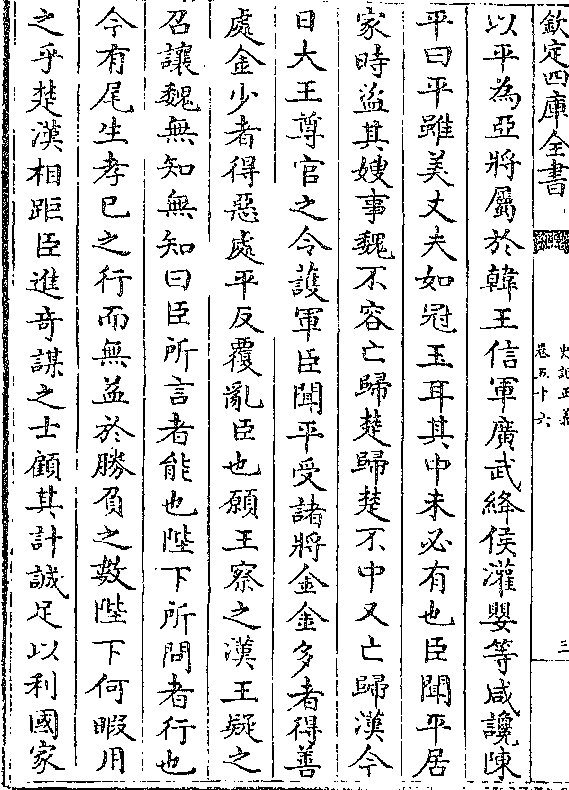 欽定四庫全書
史記正義
卷五十六
三
以平為亞將屬於韓王信軍廣武絳侯灌嬰等咸讒陳
平曰平雖美丈夫如冠玉耳其中未必有也臣聞平居
家時盜其嫂事魏不容亡歸楚歸楚不中又亡歸漢今
日大王尊官之令護軍臣聞平受諸將金金多者得善
處金少者得惡處平反覆亂臣也願王察之漢王疑之
召讓魏無知無知曰臣所言者能也陛下所問者行也
今有尾生孝已之行而無益於勝負之數陛下何暇用
之乎楚漢相距臣進奇謀之士顧其計誠足以利國家